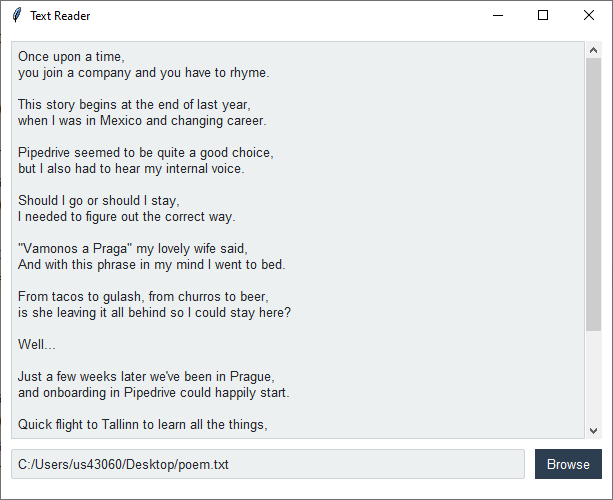 Text Reader
Once upon a time,
you join a company and you have to rhyme.
This story begins at the end of last year,
when I was in Mexico and changing career.
Pipedrive seemed to be quite a good choice,
but I also had to hear my internal voice.
Should I go or should I stay,
I needed to figure out the correct way.
"Vamonos a Praga" my lovely wife said,
And with this phrase in my mind I went to bed.
From tacos to gulash, from churros to beer,
is she leaving it all behind so I could stay here?
Well...
Just a few weeks later we've been in Prague,
and onboarding in Pipedrive could happily start.
Quick flight to Tallinn to learn all the things,
C:/Users/us43060/Desktop/poem.txt
Browse